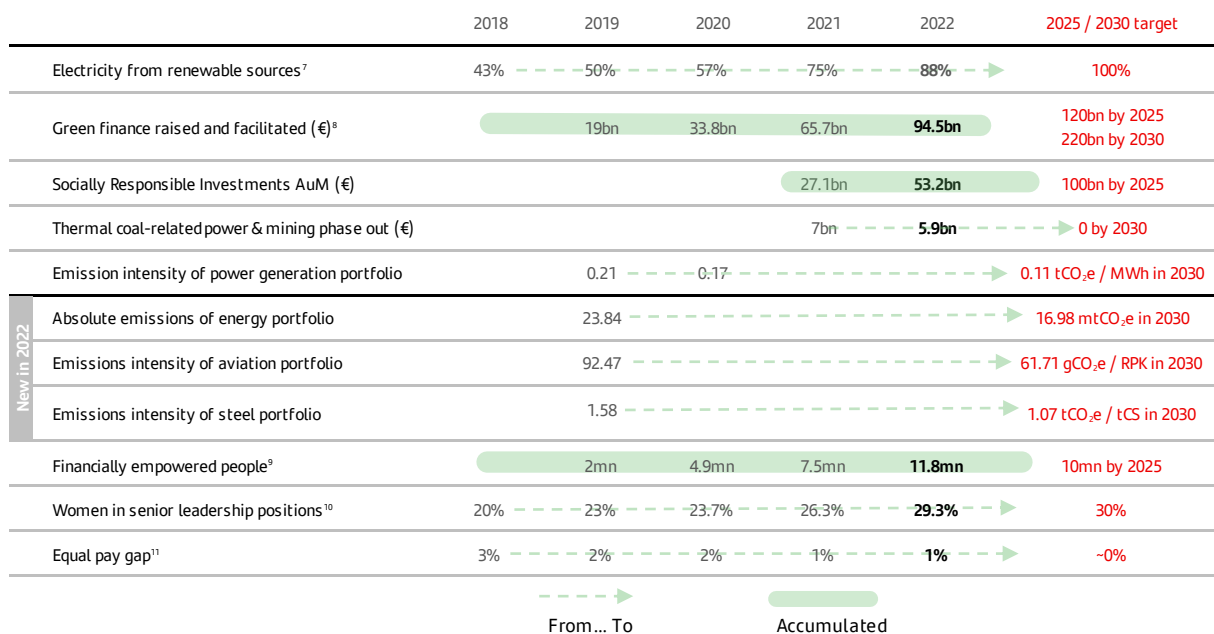 2018 2019 2020 2021 2022 2025 / 2030 target
Electricity from renewable sources⁷ 43% 50% 57% 75% 88% 100%
Green finance raised and facilitated (€)⁸ 19bn 33.8bn 65.7bn 94.5bn 120bn by 2025
220bn by 2030
Socially Responsible Investments AuM (€) 27.1bn 53.2bn 100bn by 2025
Thermal coal-related power & mining phase out (€) 7bn 5.9bn 0 by 2030
Emission intensity of power generation portfolio 0.21 0.17 0.11 tCO₂e / MWh in 2030
New in 2022
Absolute emissions of energy portfolio 23.84 16.98 mtCO₂e in 2030
Emissions intensity of aviation portfolio 92.47 61.71 gCO₂e / RPK in 2030
Emissions intensity of steel portfolio 1.58 1.07 tCO₂e / tCS in 2030
Financially empowered people⁹ 2mn 4.9mn 7.5mn 11.8mn 10mn by 2025
Women in senior leadership positions¹⁰ 20% 23% 23.7% 26.3% 29.3% 30%
Equal pay gap¹¹ 3% 2% 2% 1% 1% ~0%
From... To Accumulated